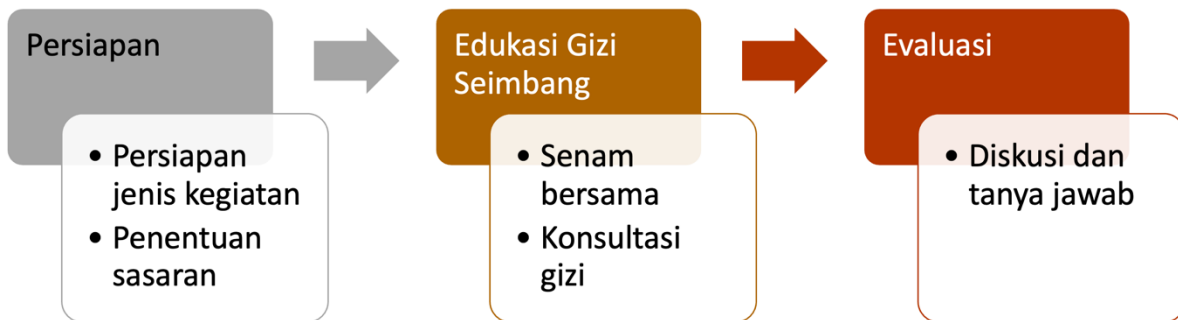 Persiapan
• Persiapan
jenis kegiatan
• Penentuan
sasaran
Edukasi Gizi
Seimbang
• Senam
bersama
• Konsultasi
gizi
Evaluasi
• Diskusi dan
tanya jawab